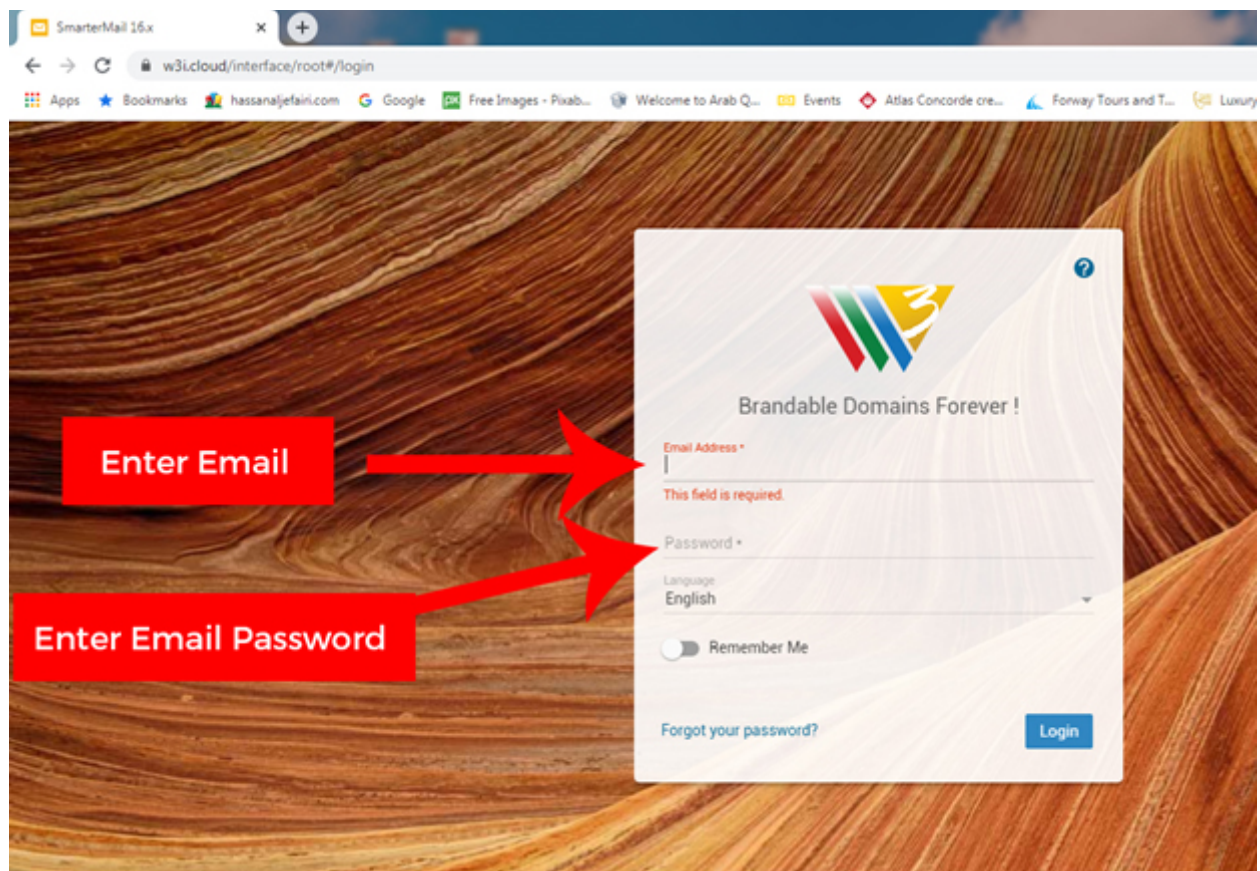 SmarterMail 16.x
w3i.cloud/interface/root#/login
Apps Bookmarks hassanaljefairi.com Google Free Images - Pixab... Welcome to Arab Q... Events Atlas Concorde cre... Forway Tours and T... Luxury
3
Brandable Domains Forever !
Email Address *
Enter Email
This field is required.
Password *
Language
English
Enter Email Password
Remember Me
Forgot your password? Login